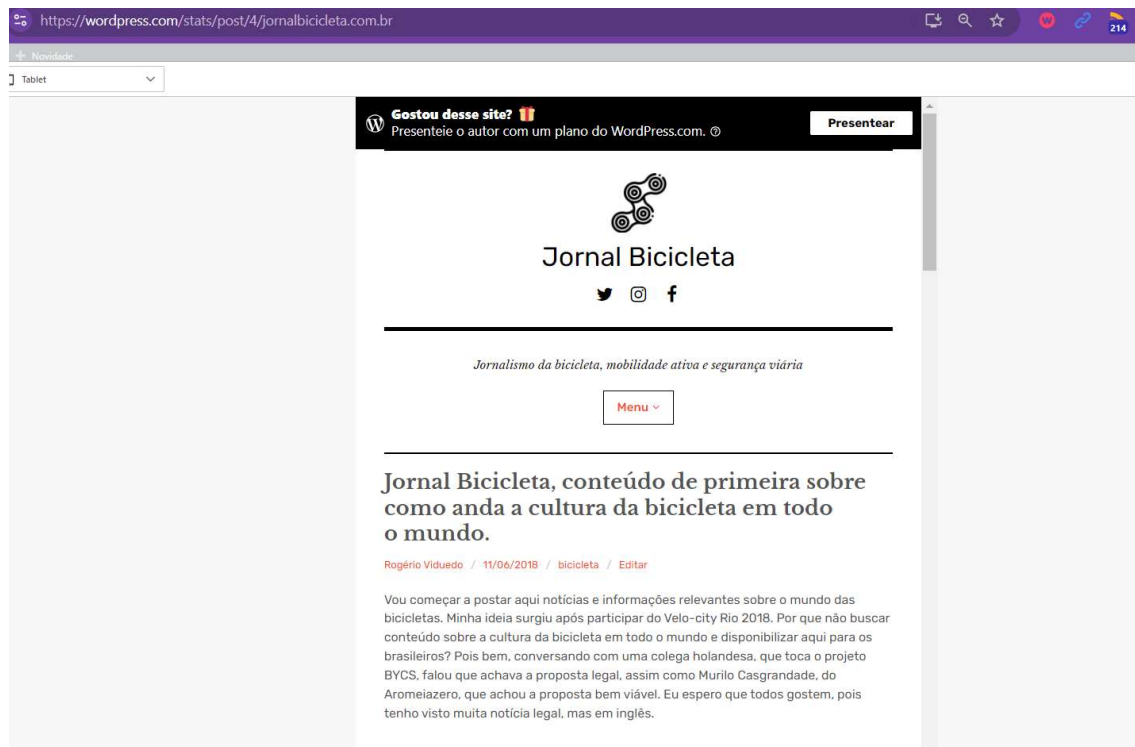 https://wordpress.com/stats/post/4/jornalbicicleta.com.br
214
+ Novidade
Tablet
Gostou desse site? 🎁
Presenteie o autor com um plano do WordPress.com.
Presentear
Jornal Bicicleta
Jornalismo da bicicleta, mobilidade ativa e segurança viária
Menu
Jornal Bicicleta, conteúdo de primeira sobre
como anda a cultura da bicicleta em todo
o mundo.
Rogério Viduedo / 11/06/2018 / bicicleta / Editar
Vou começar a postar aqui notícias e informações relevantes sobre o mundo das
bicicletas. Minha ideia surgiu após participar do Velo-city Rio 2018. Por que não buscar
conteúdo sobre a cultura da bicicleta em todo o mundo e disponibilizar aqui para os
brasileiros? Pois bem, conversando com uma colega holandesa, que toca o projeto
BYCS, falou que achava a proposta legal, assim como Murilo Casgrandade, do
Aromeiazero, que achou a proposta bem viável. Eu espero que todos gostem, pois
tenho visto muita notícia legal, mas em inglês.